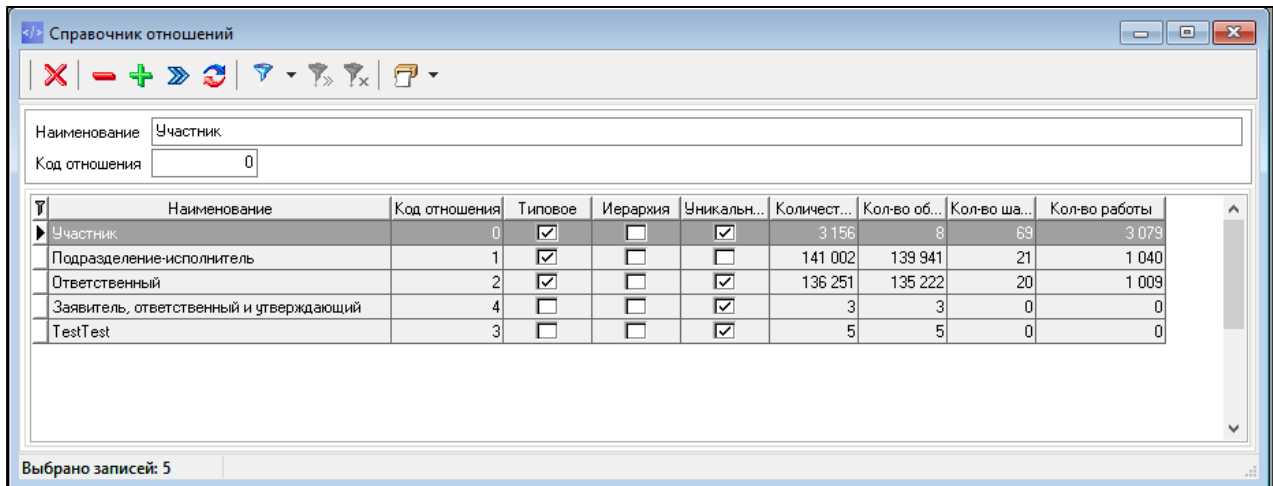 Справочник отношений
Наименование Участник
Код отношения 0
Наименование Код отношения Типовое Иерархия Уникальн... Количест... Кол-во об... Кол-во ша... Кол-во работы
Участник 0 3 156 8 69 3 079
Подразделение-исполнитель 1 141 002 139 941 21 1 040
Ответственный 2 136 251 135 222 20 1 009
Заявитель, ответственный и утверждающий 4 3 3 0 0
TestTest 3 5 5 0 0
Выбрано записей: 5